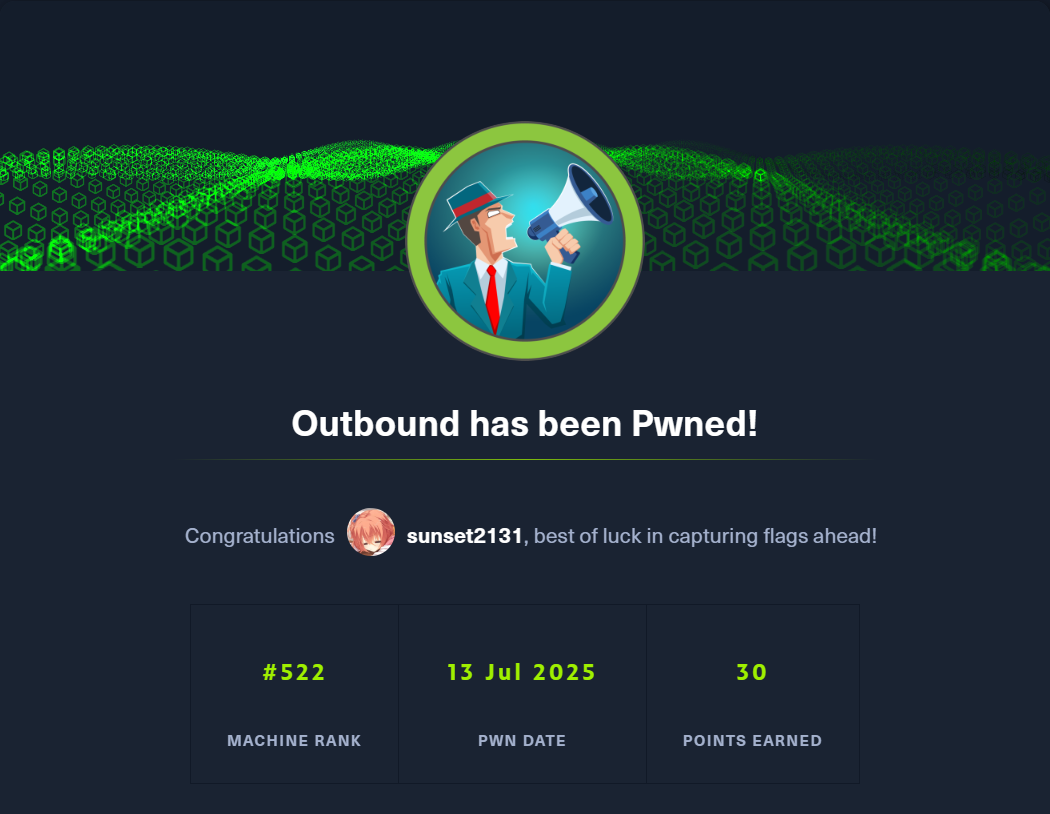 Outbound has been Pwned!
Congratulations sunset2131, best of luck in capturing flags ahead!
#522 13 Jul 2025 30
MACHINE RANK PWN DATE POINTS EARNED